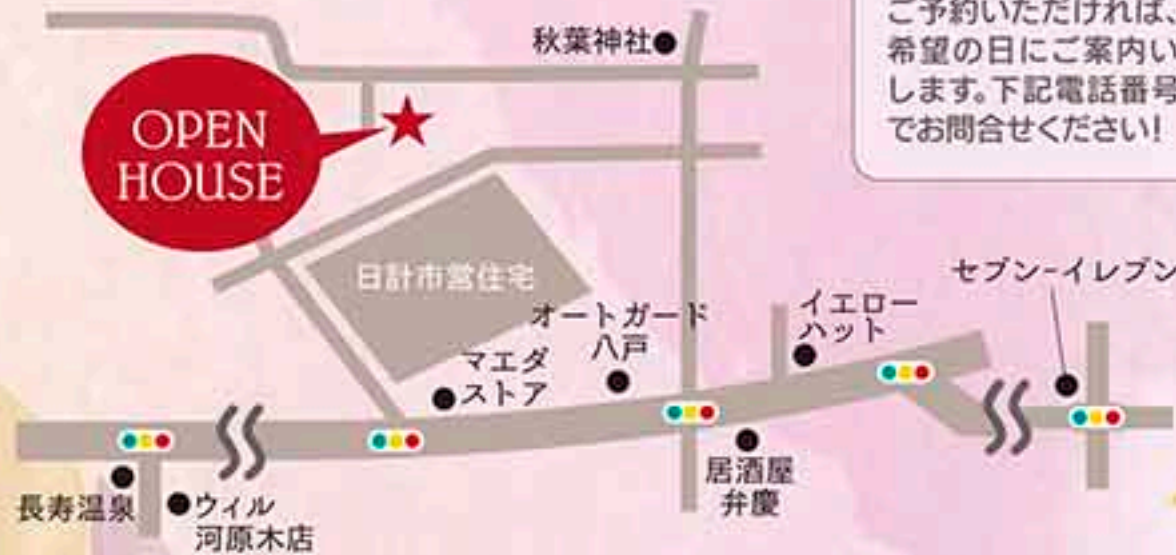 秋葉神社
ご予約いただければ、
希望の日にご案内い
します。下記電話番号
でお問合せください!
OPEN
HOUSE
日計市営住宅
セブン-イレブン
イエロー
ハット
オートガード
八戸
マエダ
ストア
居酒屋
弁慶
長寿温泉
ウィル
河原木店